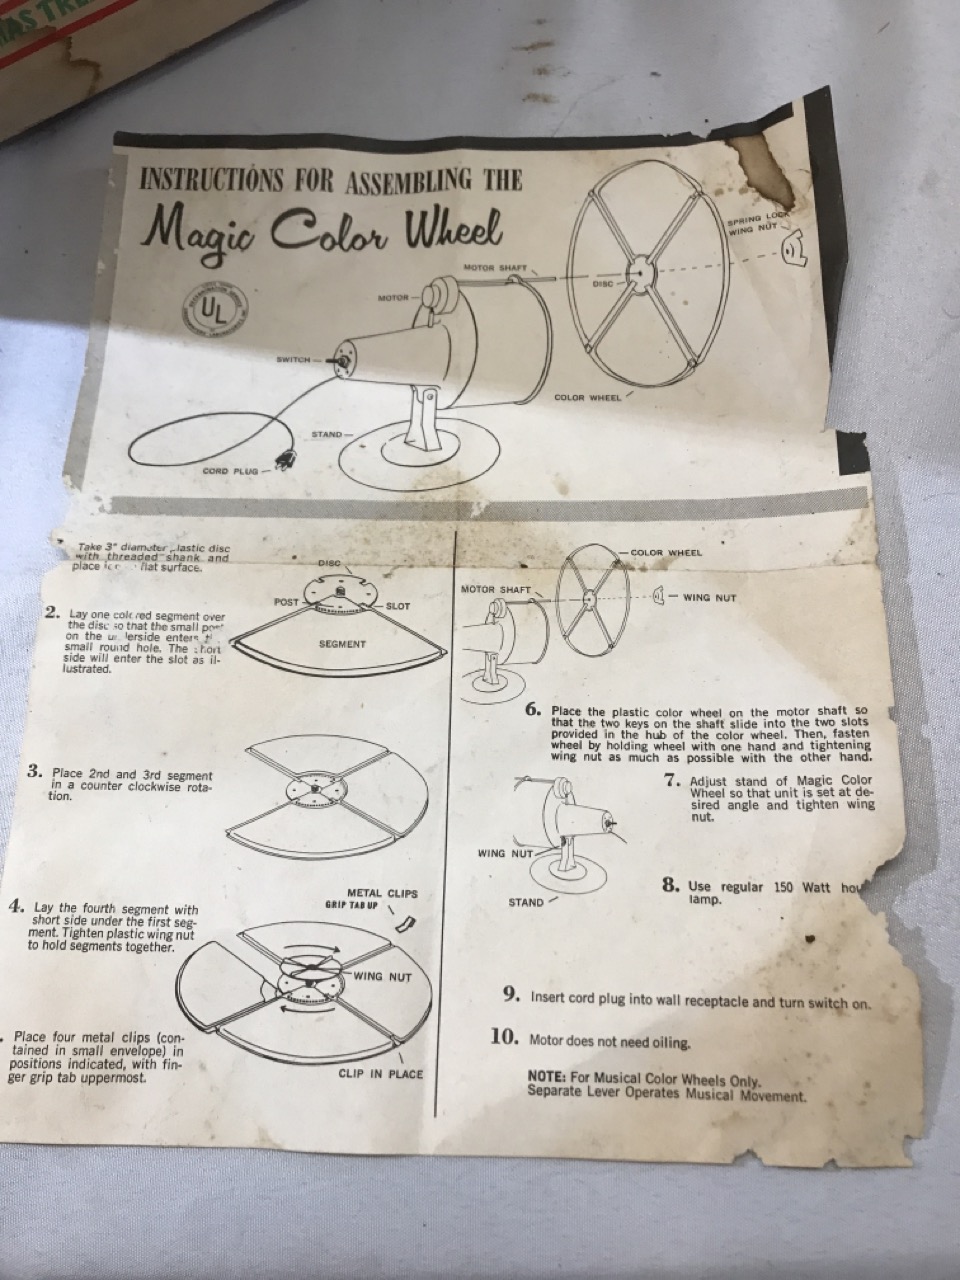 INSTRUCTIONS FOR ASSEMBLING THE
Magic Color Wheel
SPRING LOCK
WING NUT
MOTOR SHAFT
DISC
MOTOR
UL
SWITCH
COLOR WHEEL
STAND
CORD PLUG
Take 3" diameter plastic disc
with threaded shank and
place flat surface.
DISC
POST
SLOT
SEGMENT
2. Lay one colored segment over
the disc so that the small post
on the underside enters
small round hole. The short
side will enter the slot as il-
lustrated.
3. Place 2nd and 3rd segment
in a counter clockwise rota-
tion.
4. Lay the fourth segment with
short side under the first seg-
ment. Tighten plastic wing nut
to hold segments together.
METAL CLIPS
GRIP TAB UP
WING NUT
. Place four metal clips (con-
tained in small envelope) in
positions indicated, with fin-
ger grip tab uppermost.
CLIP IN PLACE
COLOR WHEEL
MOTOR SHAFT
WING NUT
6. Place the plastic color wheel on the motor shaft so
that the two keys on the shaft slide into the two slots
provided in the hub of the color wheel. Then, fasten
wheel by holding wheel with one hand and tightening
wing nut as much as possible with the other hand.
7. Adjust stand of Magic Color
Wheel so that unit is set at de-
sired angle and tighten wing
nut.
WING NUT
STAND
8. Use regular 150 Watt hou
lamp.
9. Insert cord plug into wall receptacle and turn switch on.
10. Motor does not need oiling.
NOTE: For Musical Color Wheels Only.
Separate Lever Operates Musical Movement.